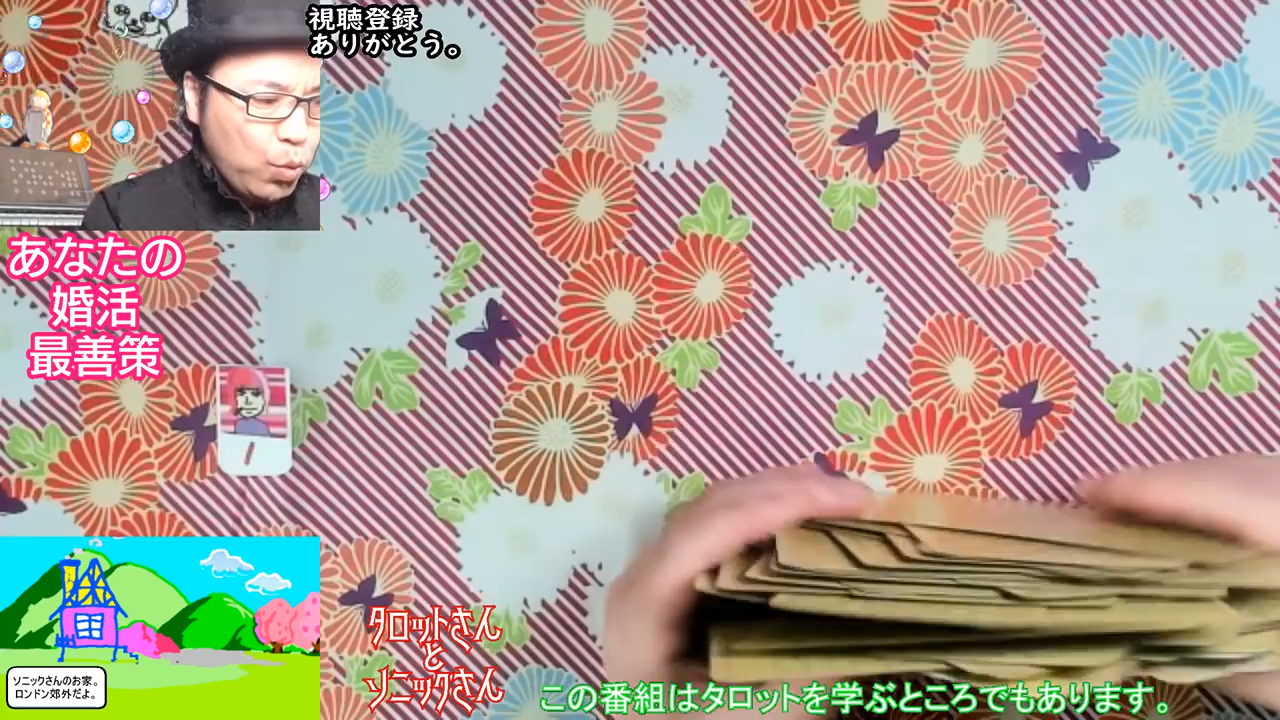 視聴登録
ありがとう。
あなたの
婚活
最善策
1
ソニックさんのお家。
ロンドン郊外だよ。
タロットさん
と
ソニックさん
この番組はタロットを学ぶところでもあります。